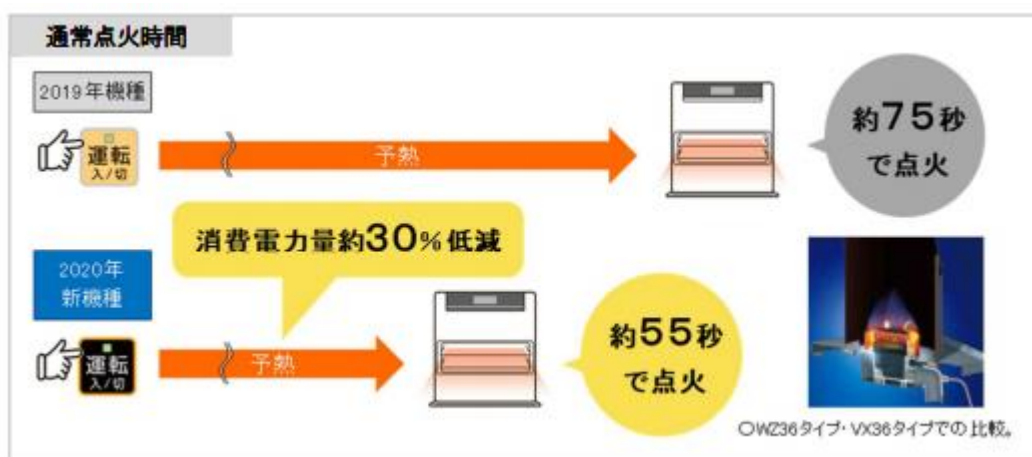 通常点火時間
2019年機種
運転
入/切
予熱
約75秒
で点火
消費電力量約30%低減
2020年
新機種
運転
入/切
予熱
約55秒
で点火
○WZ36タイプ・VX36タイプでの比較。